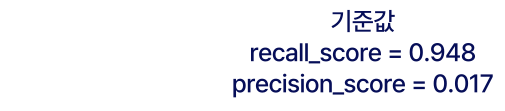 기준값
recall_score = 0.948
precision_score = 0.017